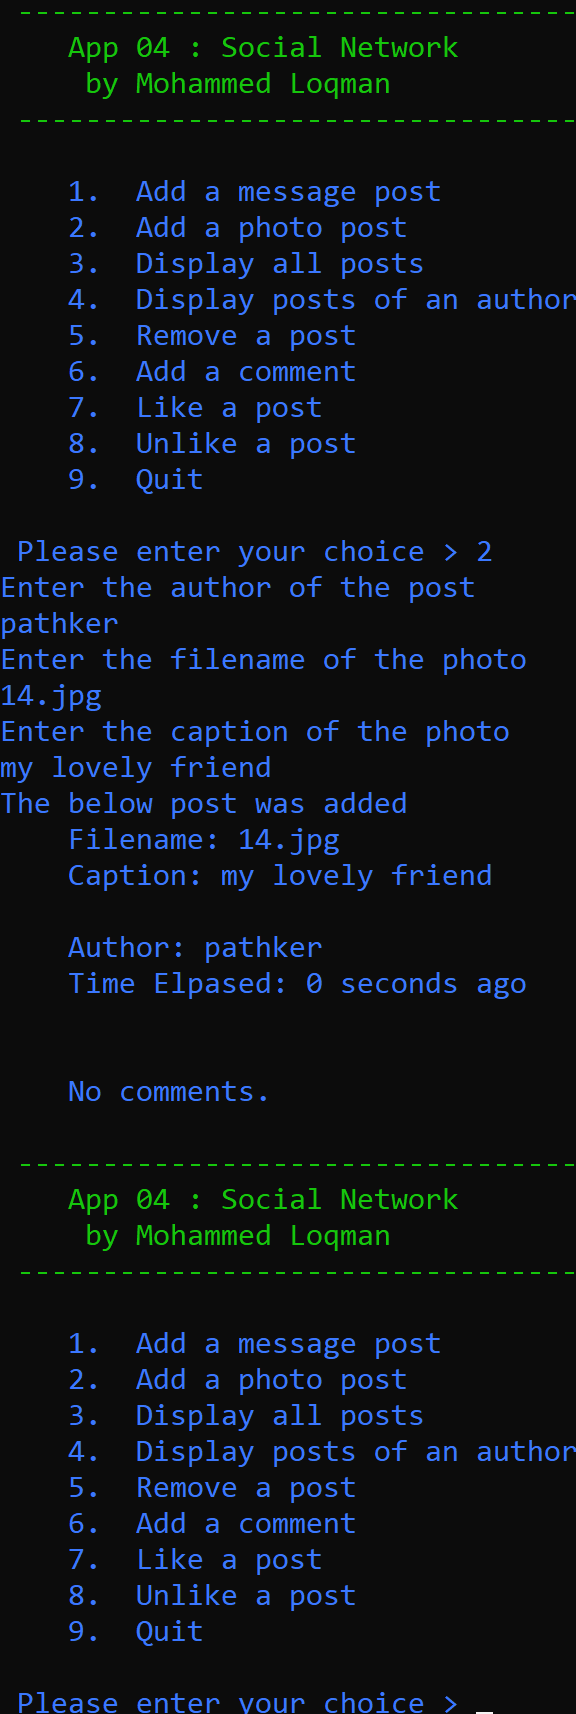 ---------------------------------
App 04 : Social Network
by Mohammed Loqman
---------------------------------
1.  Add a message post
2.  Add a photo post
3.  Display all posts
4.  Display posts of an author
5.  Remove a post
6.  Add a comment
7.  Like a post
8.  Unlike a post
9.  Quit
Please enter your choice > 2
Enter the author of the post
pathker
Enter the filename of the photo
14.jpg
Enter the caption of the photo
my lovely friend
The below post was added
Filename: 14.jpg
Caption: my lovely friend
Author: pathker
Time Elpased: 0 seconds ago
No comments.
---------------------------------
App 04 : Social Network
by Mohammed Loqman
---------------------------------
1.  Add a message post
2.  Add a photo post
3.  Display all posts
4.  Display posts of an author
5.  Remove a post
6.  Add a comment
7.  Like a post
8.  Unlike a post
9.  Quit
Please enter your choice > _